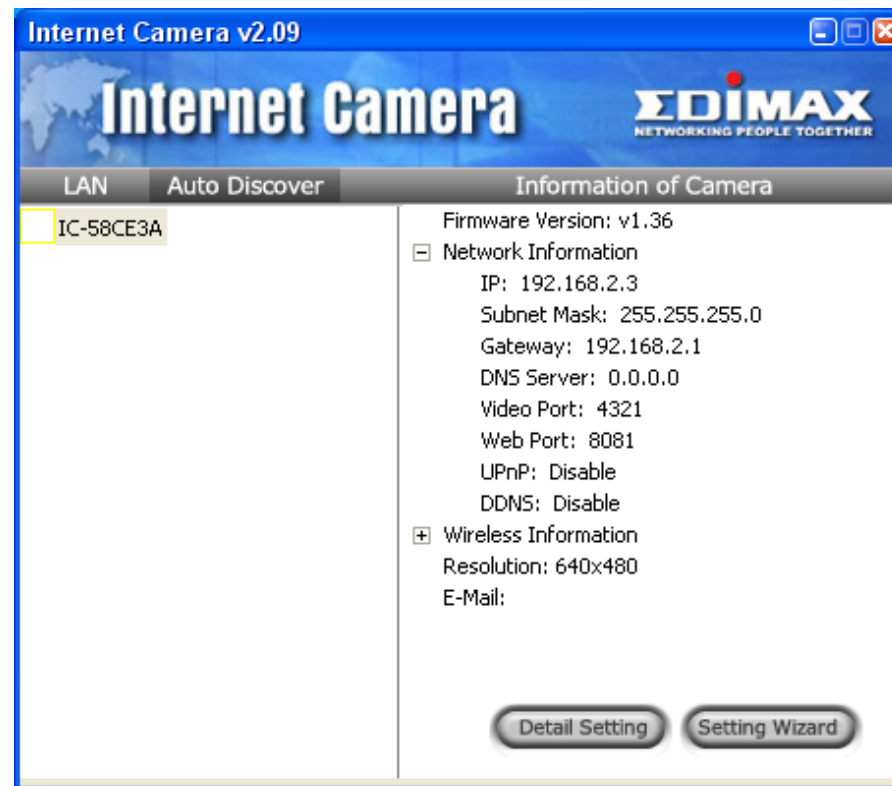 Internet Camera v2.09
Internet Camera
EDIMAX
NETWORKING PEOPLE TOGETHER
LAN Auto Discover Information of Camera
IC-58CE3A
Firmware Version: v1.36
Network Information
IP: 192.168.2.3
Subnet Mask: 255.255.255.0
Gateway: 192.168.2.1
DNS Server: 0.0.0.0
Video Port: 4321
Web Port: 8081
UPnP: Disable
DDNS: Disable
Wireless Information
Resolution: 640x480
E-Mail:
Detail Setting Setting Wizard